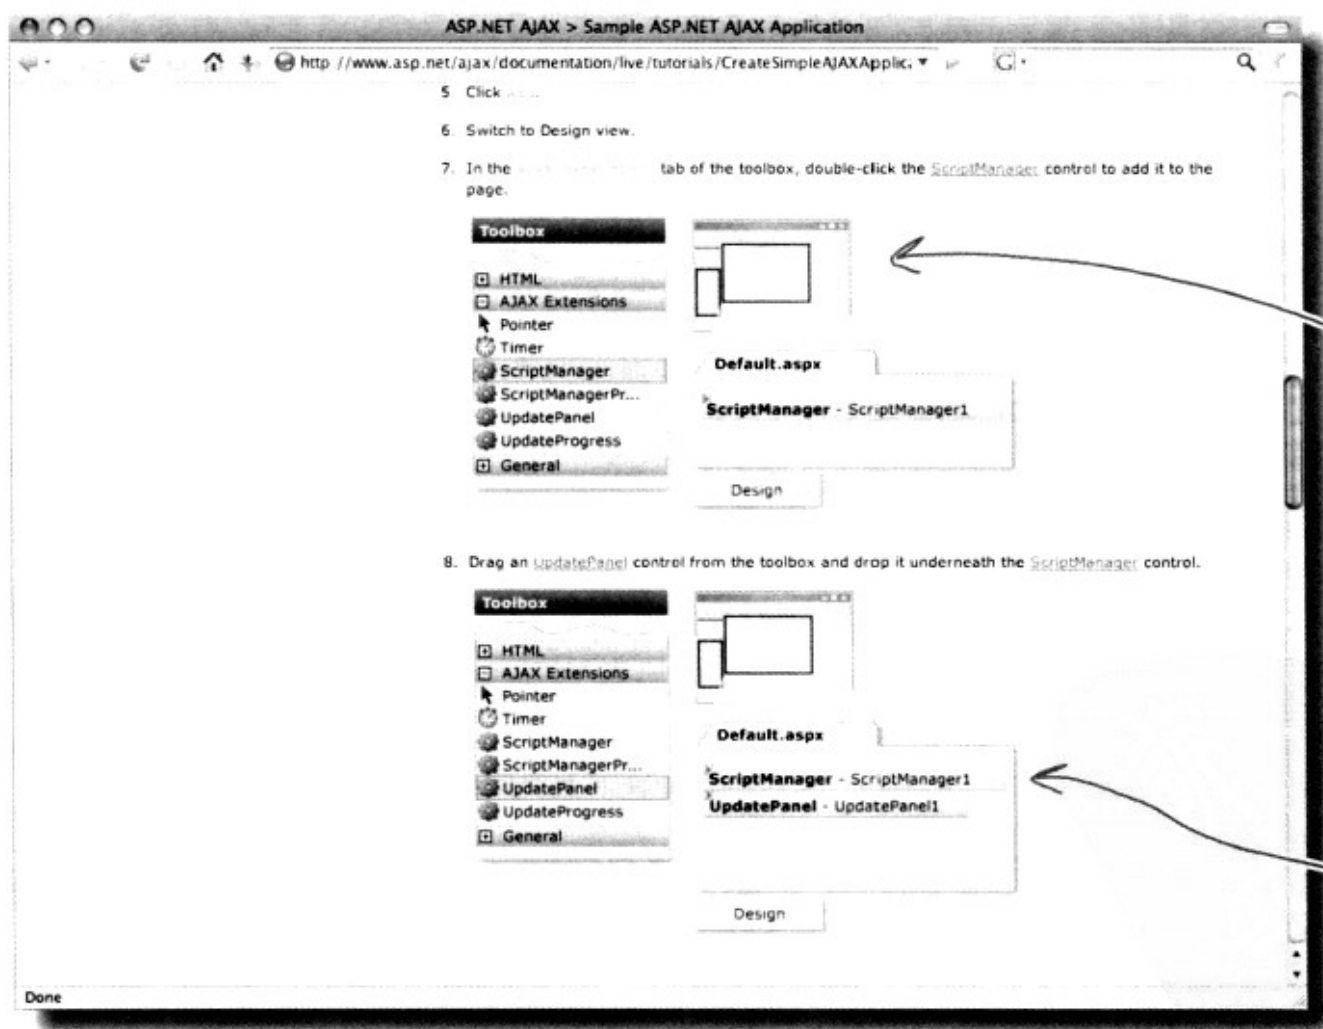 ASP.NET AJAX > Sample ASP.NET AJAX Application
http //www.asp.net/ajax/documentation/live/tutorials/CreateSimpleAJAXApplic
G
5 Click
6. Switch to Design view.
7. In the tab of the toolbox, double-click the ScriptManager control to add it to the
page.
Toolbox
HTML
AJAX Extensions
Pointer
Timer
ScriptManager
ScriptManagerPr...
UpdatePanel
UpdateProgress
General
Default.aspx
ScriptManager - ScriptManager1
Design
8. Drag an UpdatePanel control from the toolbox and drop it underneath the ScriptManager control.
Toolbox
HTML
AJAX Extensions
Pointer
Timer
ScriptManager
ScriptManagerPr...
UpdatePanel
UpdateProgress
General
Default.aspx
ScriptManager - ScriptManager1
UpdatePanel - UpdatePanel1
Design
Done